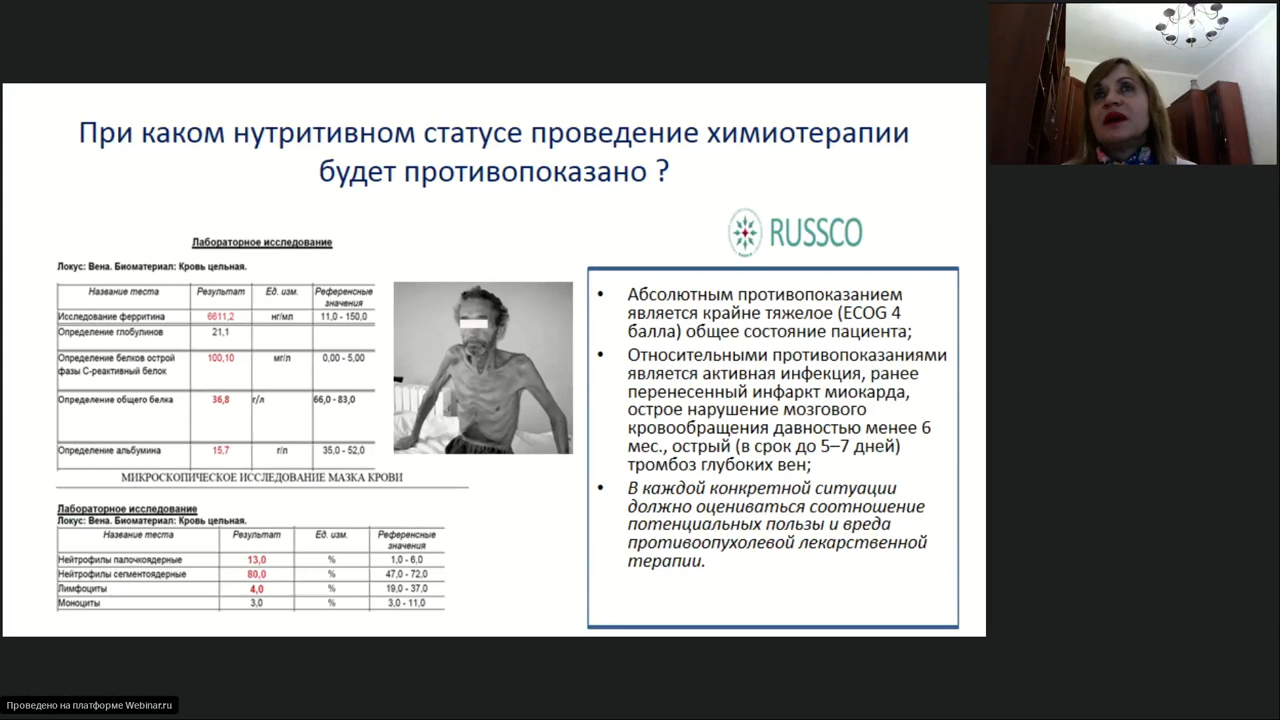 При каком нутритивном статусе проведение химиотерапии
будет противопоказано ?
Лабораторное исследование
Локус: Вена. Биоматериал: Кровь цельная.
Название теста Результат Ед. изм. Референсные значения
Исследование ферритина 6611,2 нг/мл 11,0 - 150,0
Определение глобулинов 21,1
Определение белков острой 100,10 мг/л 0,00 - 5,00
фазы С-реактивный белок
Определение общего белка 36,8 г/л 66,0 - 83,0
Определение альбумина 15,7 г/л 35,0 - 52,0
МИКРОСКОПИЧЕСКОЕ ИССЛЕДОВАНИЕ МАЗКА КРОВИ
Лабораторное исследование
Локус: Вена. Биоматериал: Кровь цельная.
Название теста Результат Ед. изм. Референсные значения
Нейтрофилы палочкоядерные 13,0 % 1,0 - 6,0
Нейтрофилы сегментоядерные 80,0 % 47,0 - 72,0
Лимфоциты 4,0 % 19,0 - 37,0
Моноциты 3,0 % 3,0 - 11,0
RUSSCO
• Абсолютным противопоказанием
является крайне тяжелое (ECOG 4
балла) общее состояние пациента;
• Относительными противопоказаниями
является активная инфекция, ранее
перенесенный инфаркт миокарда,
острое нарушение мозгового
кровообращения давностью менее 6
мес., острый (в срок до 5–7 дней)
тромбоз глубоких вен;
• В каждой конкретной ситуации
должно оцениваться соотношение
потенциальных пользы и вреда
противоопухолевой лекарственной
терапии.
Проведено на платформе Webinar.ru